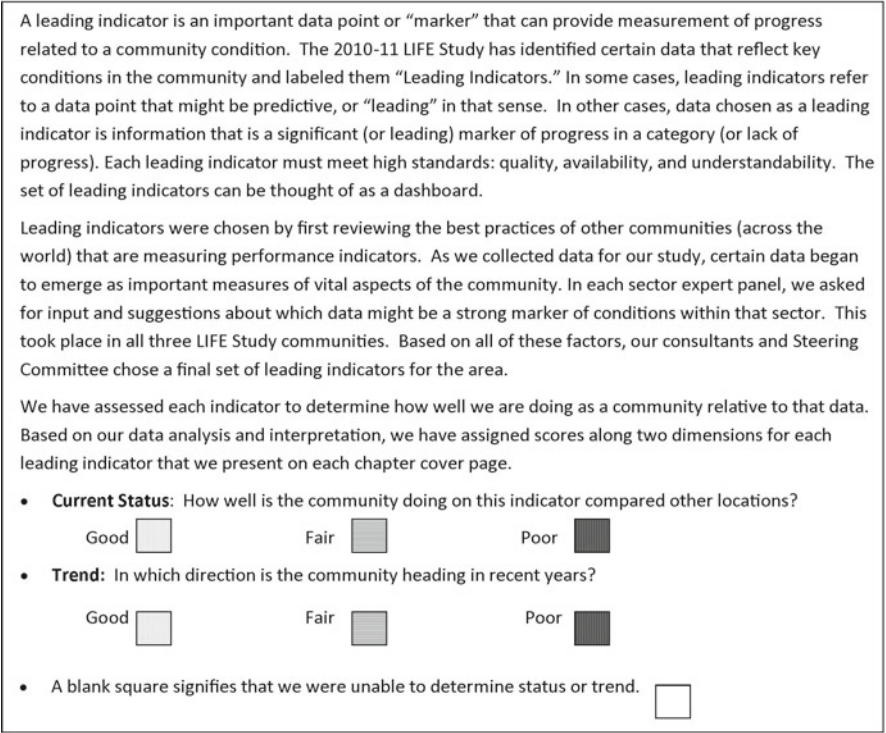 A leading indicator is an important data point or “marker” that can provide measurement of progress
related to a community condition.  The 2010-11 LIFE Study has identified certain data that reflect key
conditions in the community and labeled them “Leading Indicators.” In some cases, leading indicators refer
to a data point that might be predictive, or “leading” in that sense.  In other cases, data chosen as a leading
indicator is information that is a significant (or leading) marker of progress in a category (or lack of
progress). Each leading indicator must meet high standards: quality, availability, and understandability.  The
set of leading indicators can be thought of as a dashboard.
Leading indicators were chosen by first reviewing the best practices of other communities (across the
world) that are measuring performance indicators.  As we collected data for our study, certain data began
to emerge as important measures of vital aspects of the community. In each sector expert panel, we asked
for input and suggestions about which data might be a strong marker of conditions within that sector.  This
took place in all three LIFE Study communities.  Based on all of these factors, our consultants and Steering
Committee chose a final set of leading indicators for the area.
We have assessed each indicator to determine how well we are doing as a community relative to that data.
Based on our data analysis and interpretation, we have assigned scores along two dimensions for each
leading indicator that we present on each chapter cover page.
• Current Status:  How well is the community doing on this indicator compared other locations?
Good Fair Poor
• Trend:  In which direction is the community heading in recent years?
Good Fair Poor
• A blank square signifies that we were unable to determine status or trend.